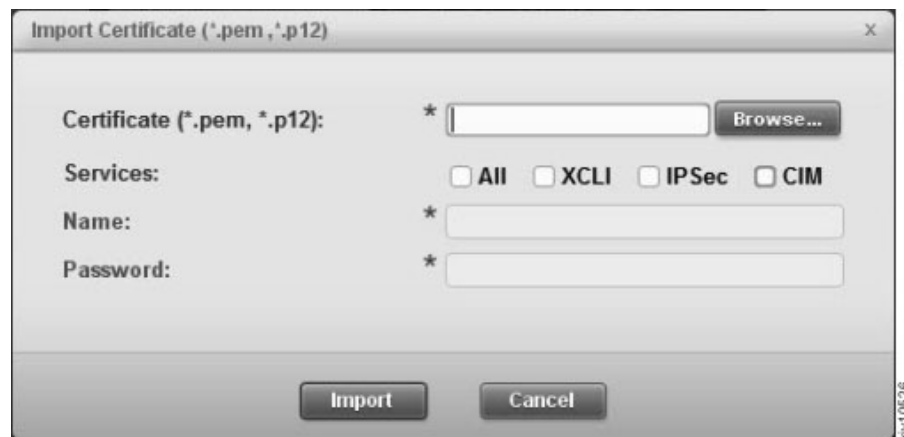 Import Certificate (*.pem ,*.p12) x
Certificate (*.pem, *.p12): * Browse...
Services: All XCLI IPSec CIM
Name: *
Password: *
Import Cancel